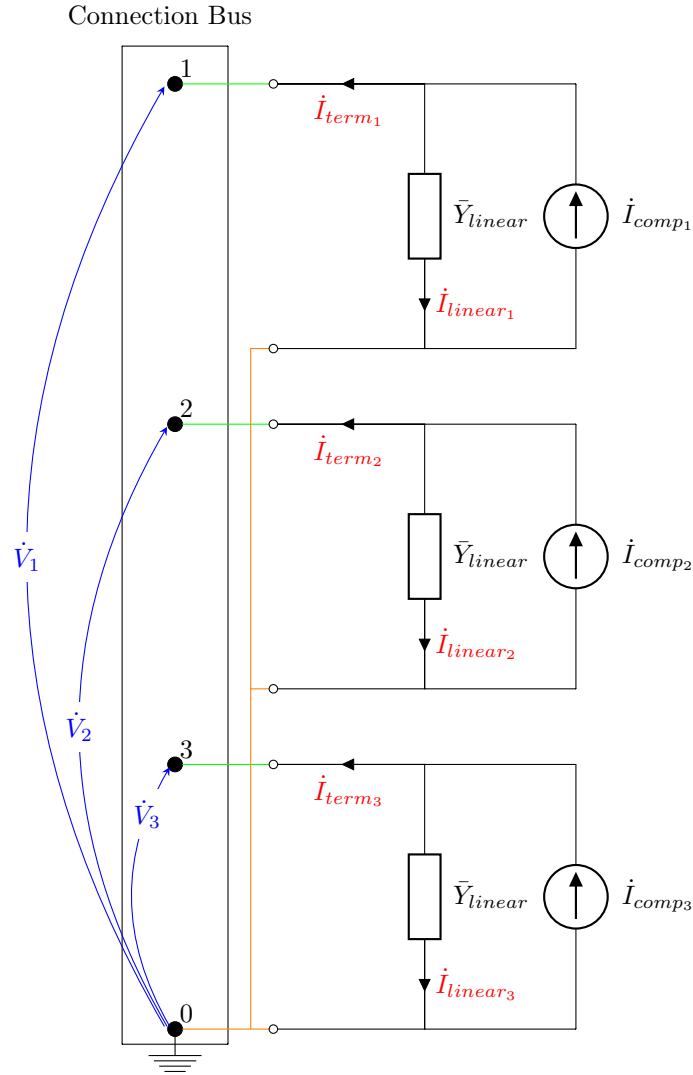 Connection Bus
1
İ_term₁
Ȳ_linear
İ_comp₁
İ_linear₁
2
İ_term₂
V̇₁
Ȳ_linear
İ_comp₂
İ_linear₂
V̇₂
3
İ_term₃
V̇₃
Ȳ_linear
İ_comp₃
İ_linear₃
0